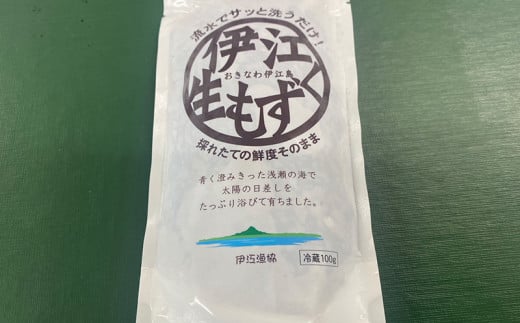 流水でサッと洗うだけ!
伊江
おきなわ伊江島
生もずく
採れたての鮮度そのまま
青く澄みきった浅瀬の海で
太陽の日差しを
たっぷり浴びて育ちました。
伊江漁協
冷蔵100g